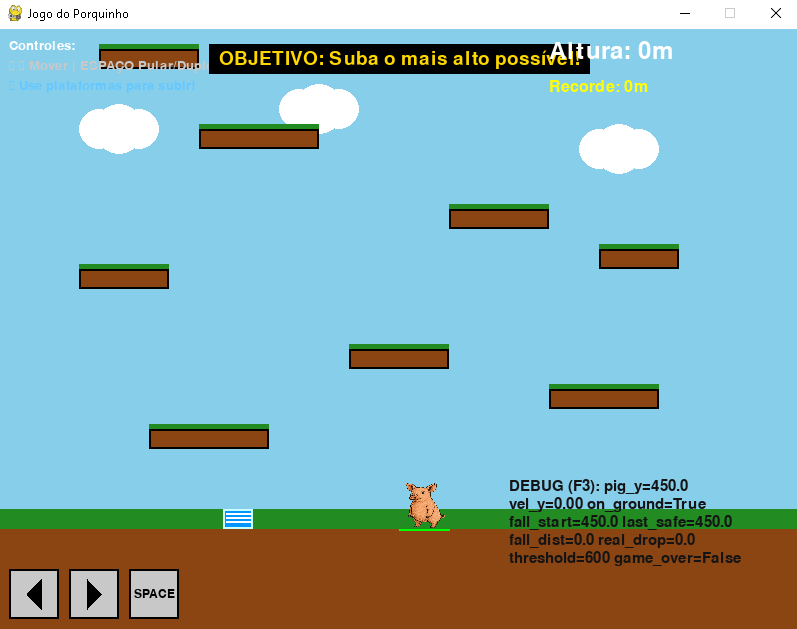 Jogo do Porquinho
Controles:
Mover | ESPAÇO Pular/Dupl
Use plataformas para subir!
OBJETIVO: Suba o mais alto possível!
Altura: 0m
Recorde: 0m
DEBUG (F3): pig_y=450.0
vel_y=0.00 on_ground=True
fall_start=450.0 last_safe=450.0
fall_dist=0.0 real_drop=0.0
threshold=600 game_over=False
SPACE